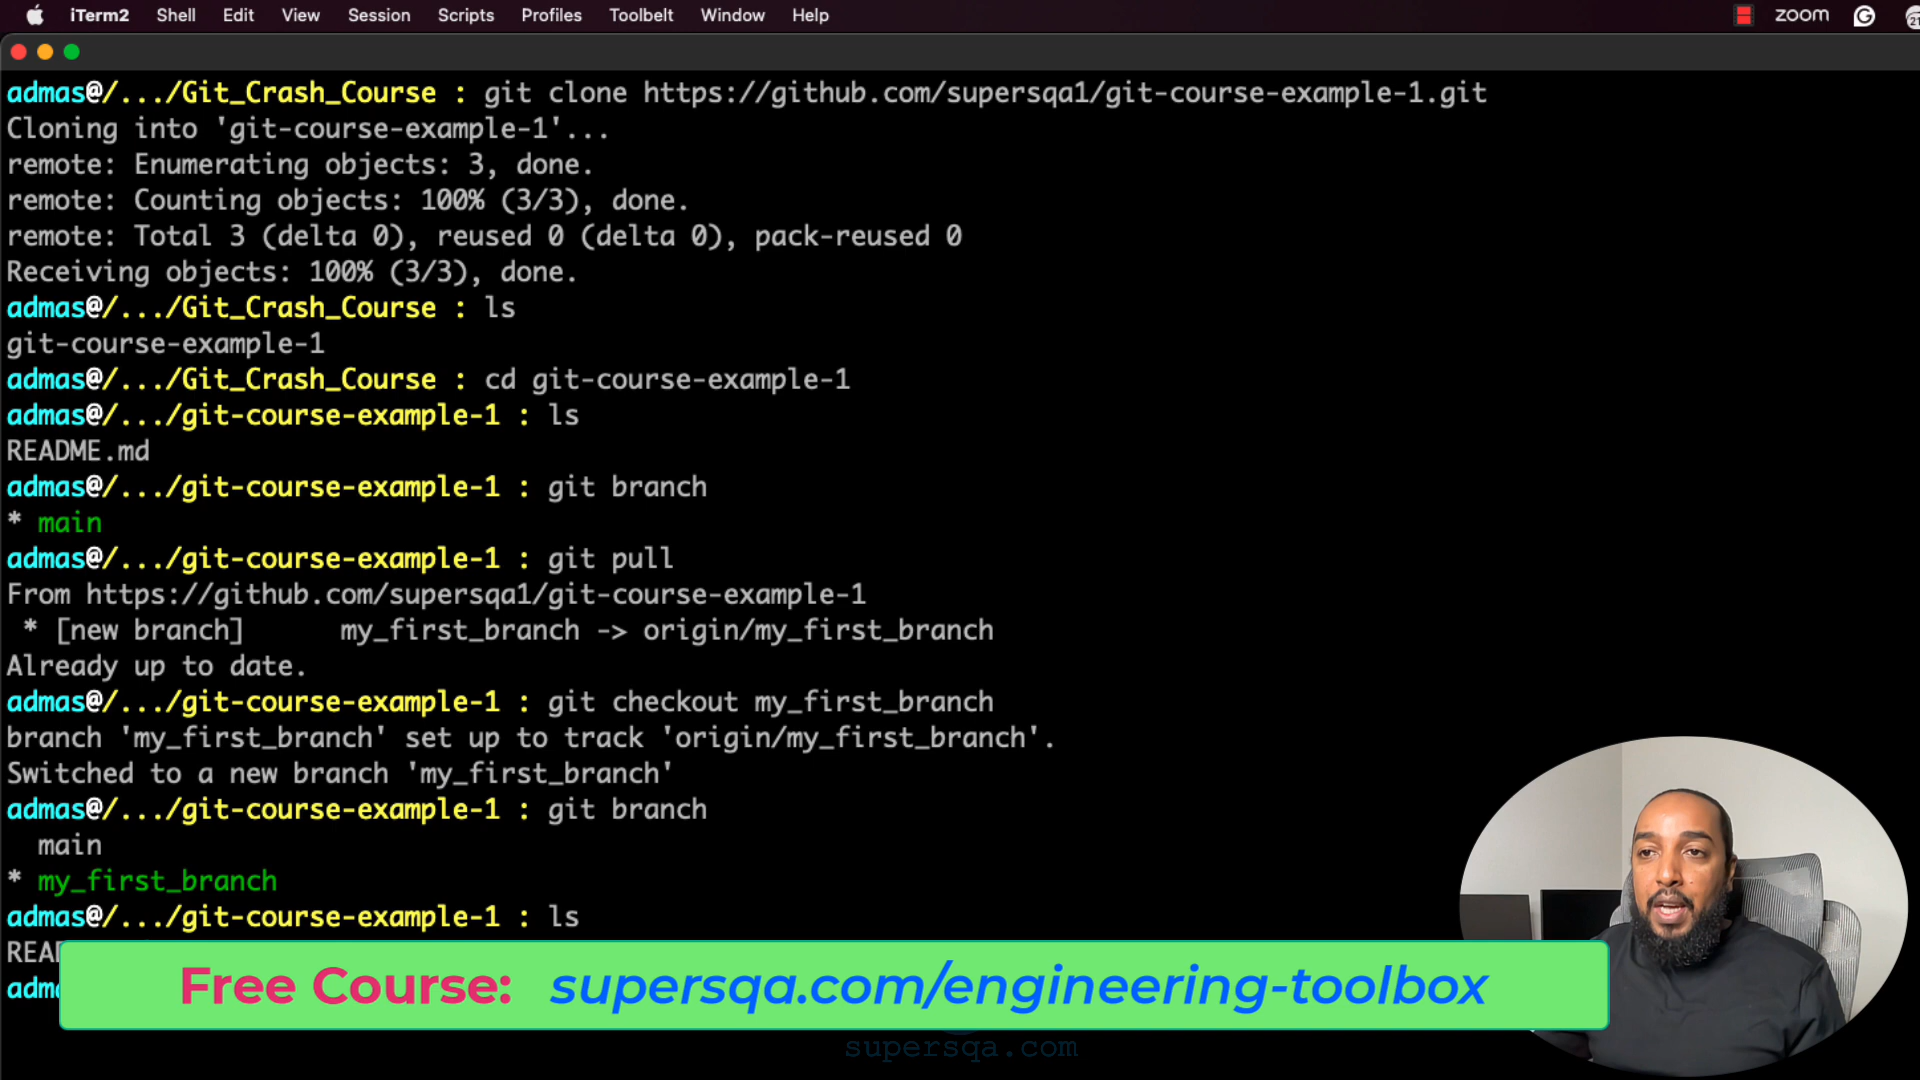 iTerm2 Shell Edit View Session Scripts Profiles Toolbelt Window Help zoom 21
admas@/.../Git_Crash_Course : git clone https://github.com/supersqa1/git-course-example-1.git
Cloning into 'git-course-example-1'...
remote: Enumerating objects: 3, done.
remote: Counting objects: 100% (3/3), done.
remote: Total 3 (delta 0), reused 0 (delta 0), pack-reused 0
Receiving objects: 100% (3/3), done.
admas@/.../Git_Crash_Course : ls
git-course-example-1
admas@/.../Git_Crash_Course : cd git-course-example-1
admas@/.../git-course-example-1 : ls
README.md
admas@/.../git-course-example-1 : git branch
* main
admas@/.../git-course-example-1 : git pull
From https://github.com/supersqa1/git-course-example-1
 * [new branch]      my_first_branch -> origin/my_first_branch
Already up to date.
admas@/.../git-course-example-1 : git checkout my_first_branch
branch 'my_first_branch' set up to track 'origin/my_first_branch'.
Switched to a new branch 'my_first_branch'
admas@/.../git-course-example-1 : git branch
  main
* my_first_branch
admas@/.../git-course-example-1 : ls
Free Course: supersqa.com/engineering-toolbox
supersqa.com